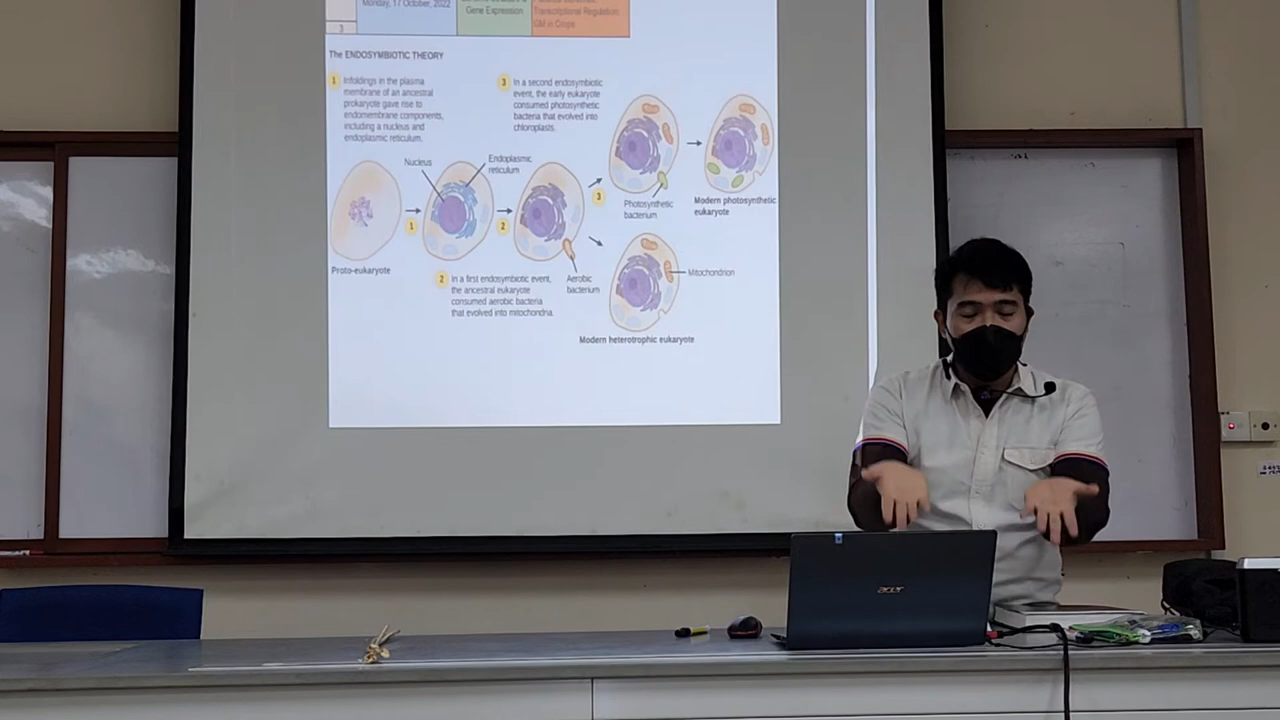 Monday, 17 October, 2022
Gene Expression
Transcriptional Regulation;
GM in Crops
3
The ENDOSYMBIOTIC THEORY
1 Infoldings in the plasma
membrane of an ancestral
prokaryote gave rise to
endomembrane components,
including a nucleus and
endoplasmic reticulum.
3 In a second endosymbiotic
event, the early eukaryote
consumed photosynthetic
bacteria that evolved into
chloroplasts.
Nucleus
Endoplasmic
reticulum
1
2
3
Photosynthetic
bacterium
Modern photosynthetic
eukaryote
Proto-eukaryote
2 In a first endosymbiotic event,
the ancestral eukaryote
consumed aerobic bacteria
that evolved into mitochondria.
Aerobic
bacterium
Mitochondrion
Modern heterotrophic eukaryote
acer